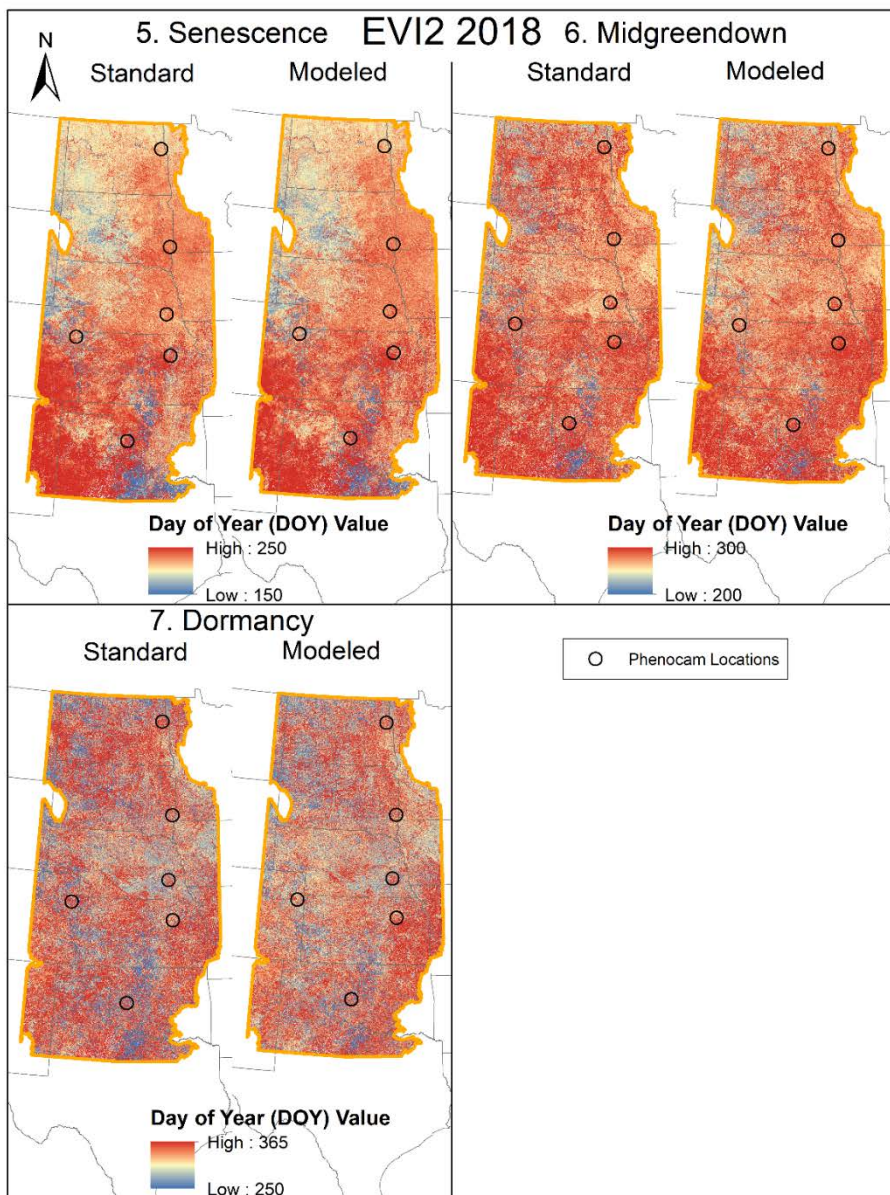 N
5. Senescence EVI2 2018 6. Midgreendown
Standard Modeled Standard Modeled
Day of Year (DOY) Value
High : 250
Low : 150
Day of Year (DOY) Value
High : 300
Low : 200
7. Dormancy
Standard Modeled
Phenocam Locations
Day of Year (DOY) Value
High : 365
Low : 250